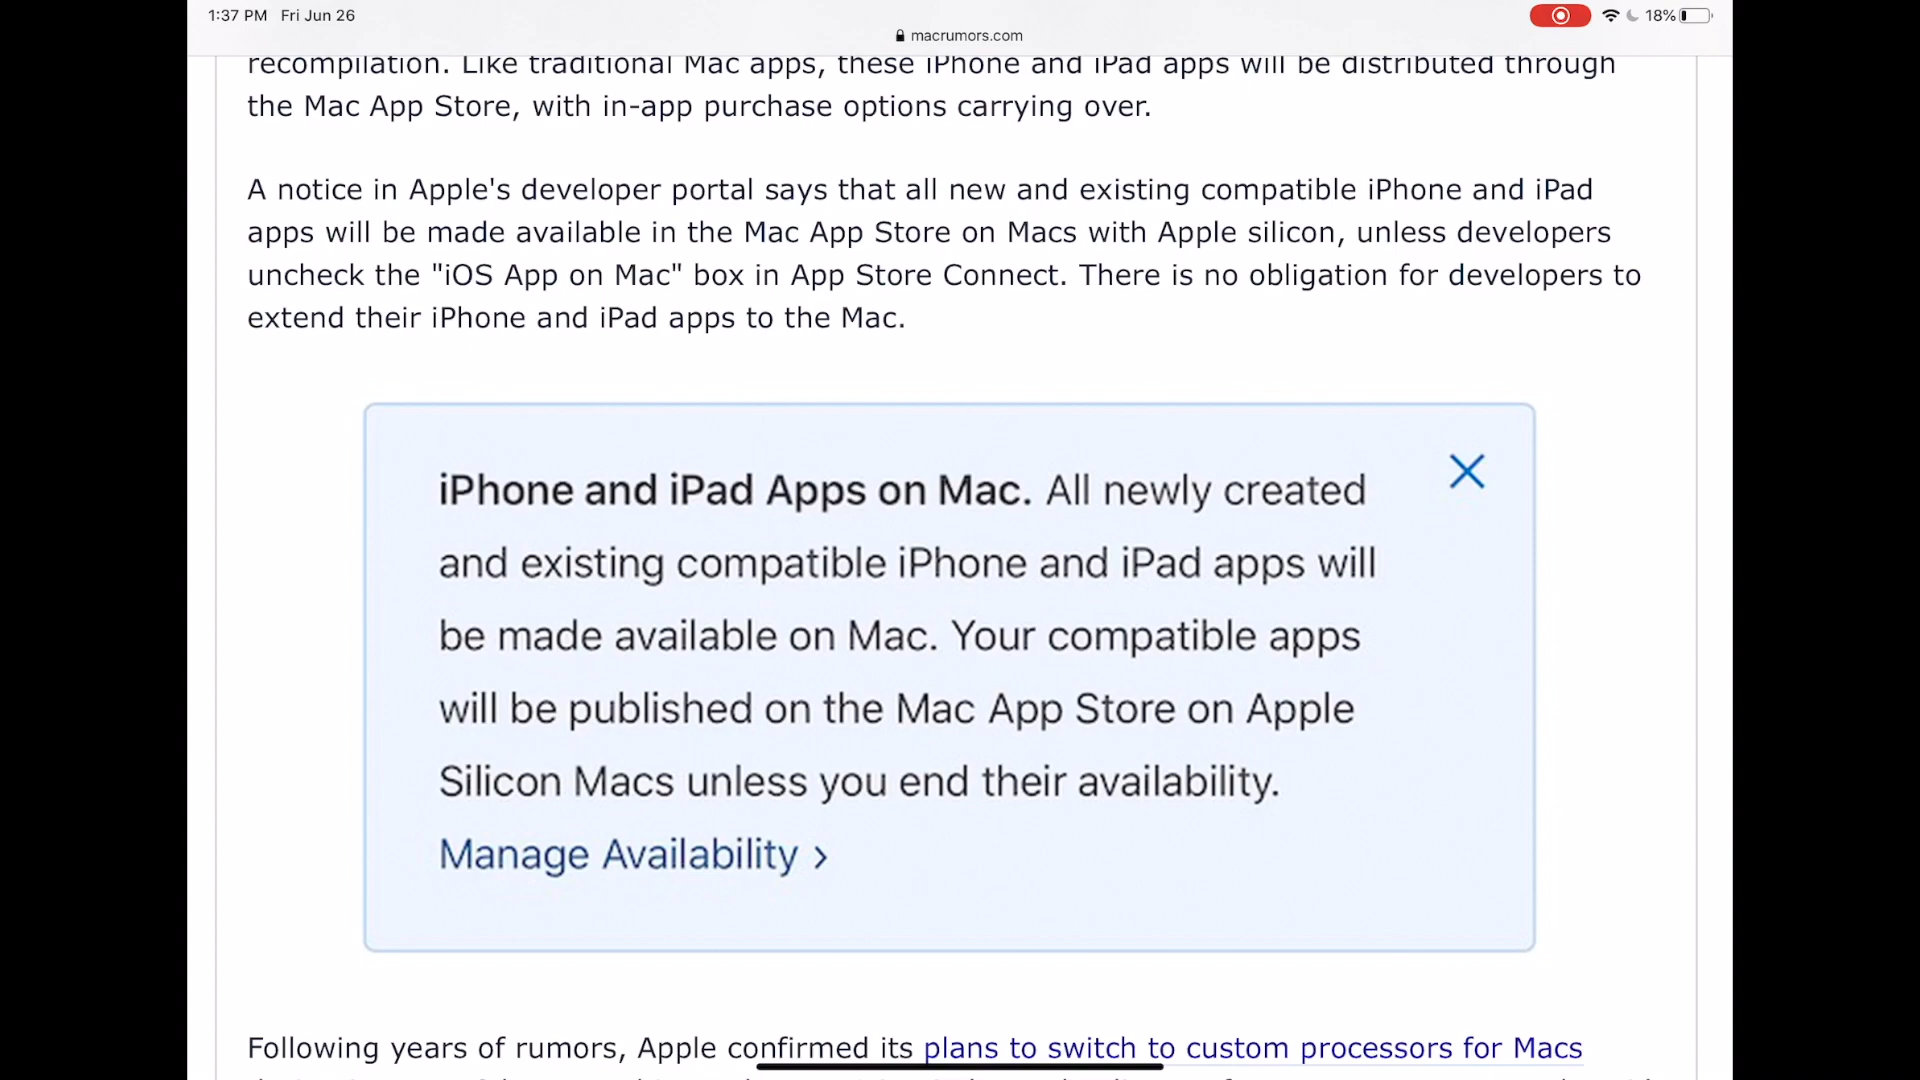 1:37 PM Fri Jun 26
18%
macrumors.com
recompilation. Like traditional Mac apps, these iPhone and iPad apps will be distributed through
the Mac App Store, with in-app purchase options carrying over.
A notice in Apple's developer portal says that all new and existing compatible iPhone and iPad
apps will be made available in the Mac App Store on Macs with Apple silicon, unless developers
uncheck the "iOS App on Mac" box in App Store Connect. There is no obligation for developers to
extend their iPhone and iPad apps to the Mac.
iPhone and iPad Apps on Mac. All newly created
and existing compatible iPhone and iPad apps will
be made available on Mac. Your compatible apps
will be published on the Mac App Store on Apple
Silicon Macs unless you end their availability.
Manage Availability >
Following years of rumors, Apple confirmed its plans to switch to custom processors for Macs